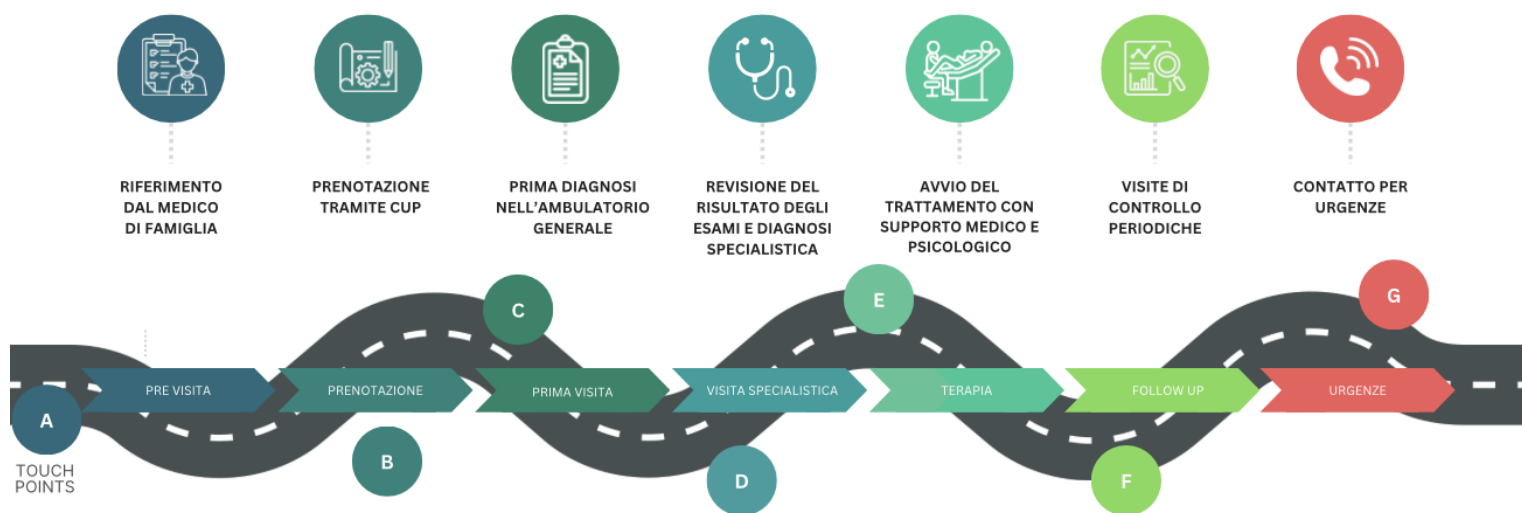 RIFERIMENTO
DAL MEDICO
DI FAMIGLIA
PRENOTAZIONE
TRAMITE CUP
PRIMA DIAGNOSI
NELL'AMBULATORIO
GENERALE
REVISIONE DEL
RISULTATO DEGLI
ESAMI E DIAGNOSI
SPECIALISTICA
AVVIO DEL
TRATTAMENTO CON
SUPPORTO MEDICO E
PSICOLOGICO
VISITE DI
CONTROLLO
PERIODICHE
CONTATTO PER
URGENZE
C
E
G
PRE VISITA
PRENOTAZIONE
PRIMA VISITA
VISITA SPECIALISTICA
TERAPIA
FOLLOW UP
URGENZE
A
B
D
F
TOUCH
POINTS